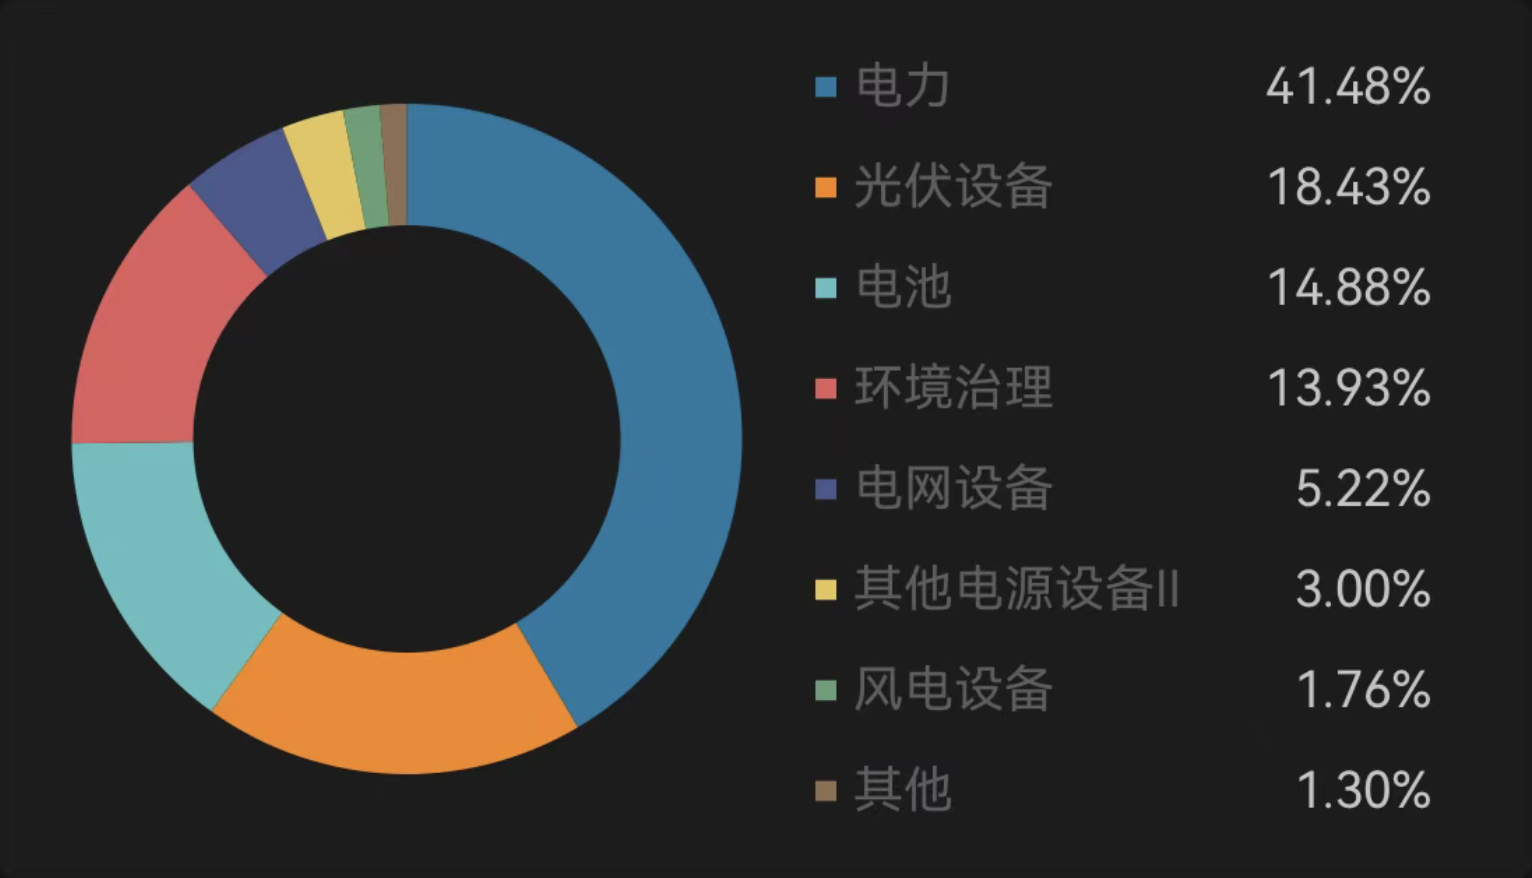 电力 41.48%
光伏设备 18.43%
电池 14.88%
环境治理 13.93%
电网设备 5.22%
其他电源设备II 3.00%
风电设备 1.76%
其他 1.30%